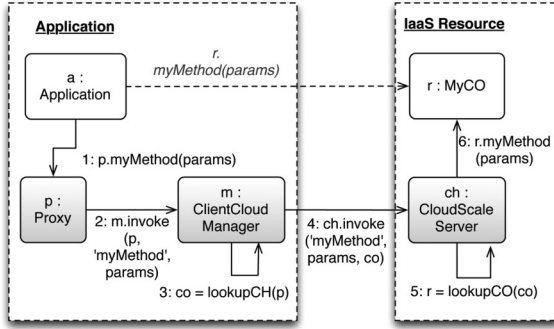 Application
IaaS Resource
r.
myMethod(params)
a :
Application
r : MyCO
1: p.myMethod(params)
6: r.myMethod
(params)
p :
Proxy
m :
ClientCloud
Manager
ch :
CloudScale
Server
2: m.invoke
(p,
'myMethod',
params)
4: ch.invoke
('myMethod',
params, co)
3: co = lookupCH(p)
5: r = lookupCO(co)